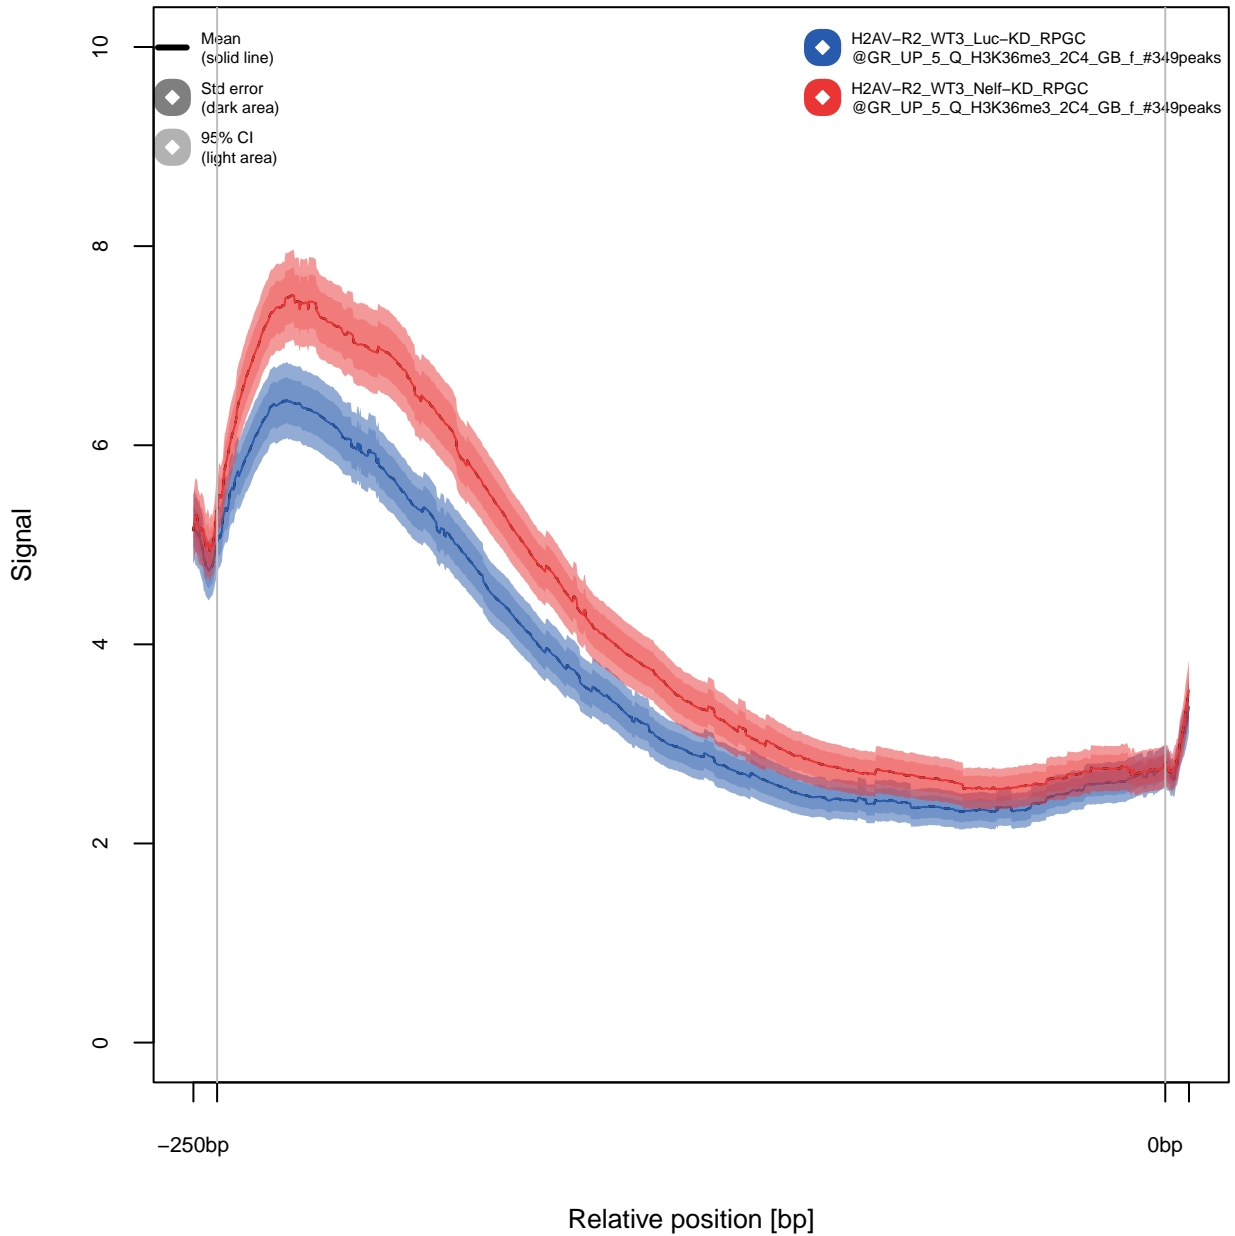 Mean
(solid line)
Std error
(dark area)
95% CI
(light area)
H2AV−R2_WT3_Luc−KD_RPGC
@GR_UP_5_Q_H3K36me3_2C4_GB_f_#349peaks
H2AV−R2_WT3_Nelf−KD_RPGC
@GR_UP_5_Q_H3K36me3_2C4_GB_f_#349peaks
10
8
6
4
2
0
Signal
−250bp
0bp
Relative position [bp]